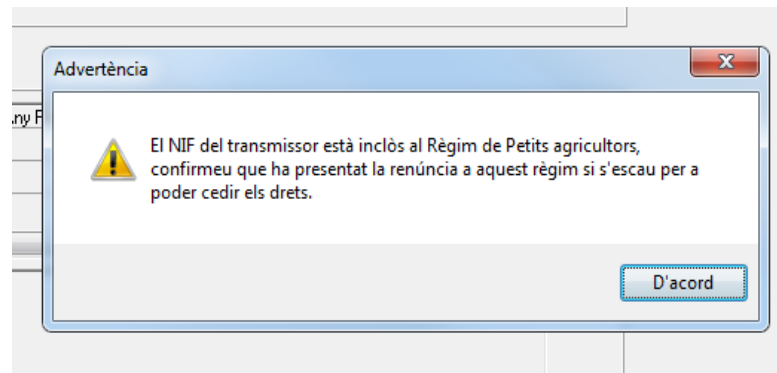 Advertència
ny F
El NIF del transmissor està inclòs al Règim de Petits agricultors,
confirmeu que ha presentat la renúncia a aquest règim si s'escau per a
poder cedir els drets.
D'acord